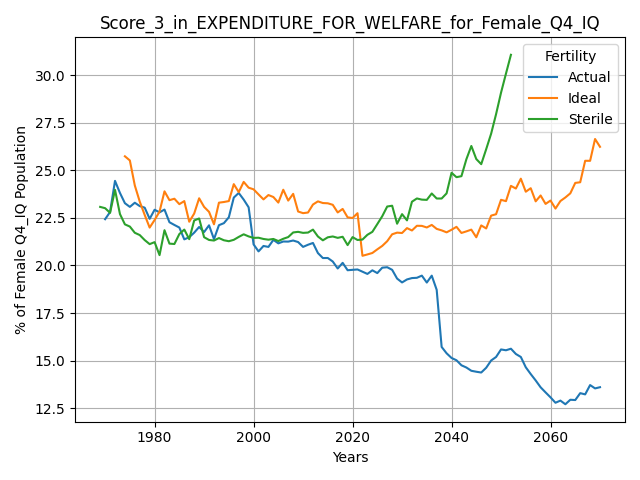 Score_3_in_EXPENDITURE_FOR_WELFARE_for_Female_Q4_IQ
Fertility
Actual
Ideal
Sterile
% of Female Q4_IQ Population
30.0
27.5
25.0
22.5
20.0
17.5
15.0
12.5
1980
2000
2020
2040
2060
Years